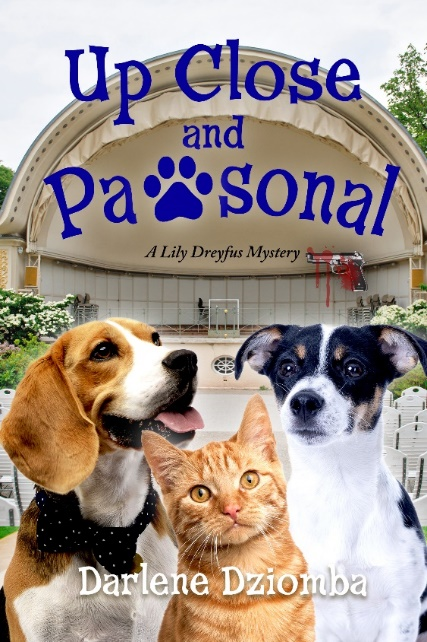 Up Close
and
Pa🐾sonal
A Lily Dreyfus Mystery
Darlene Dziomba